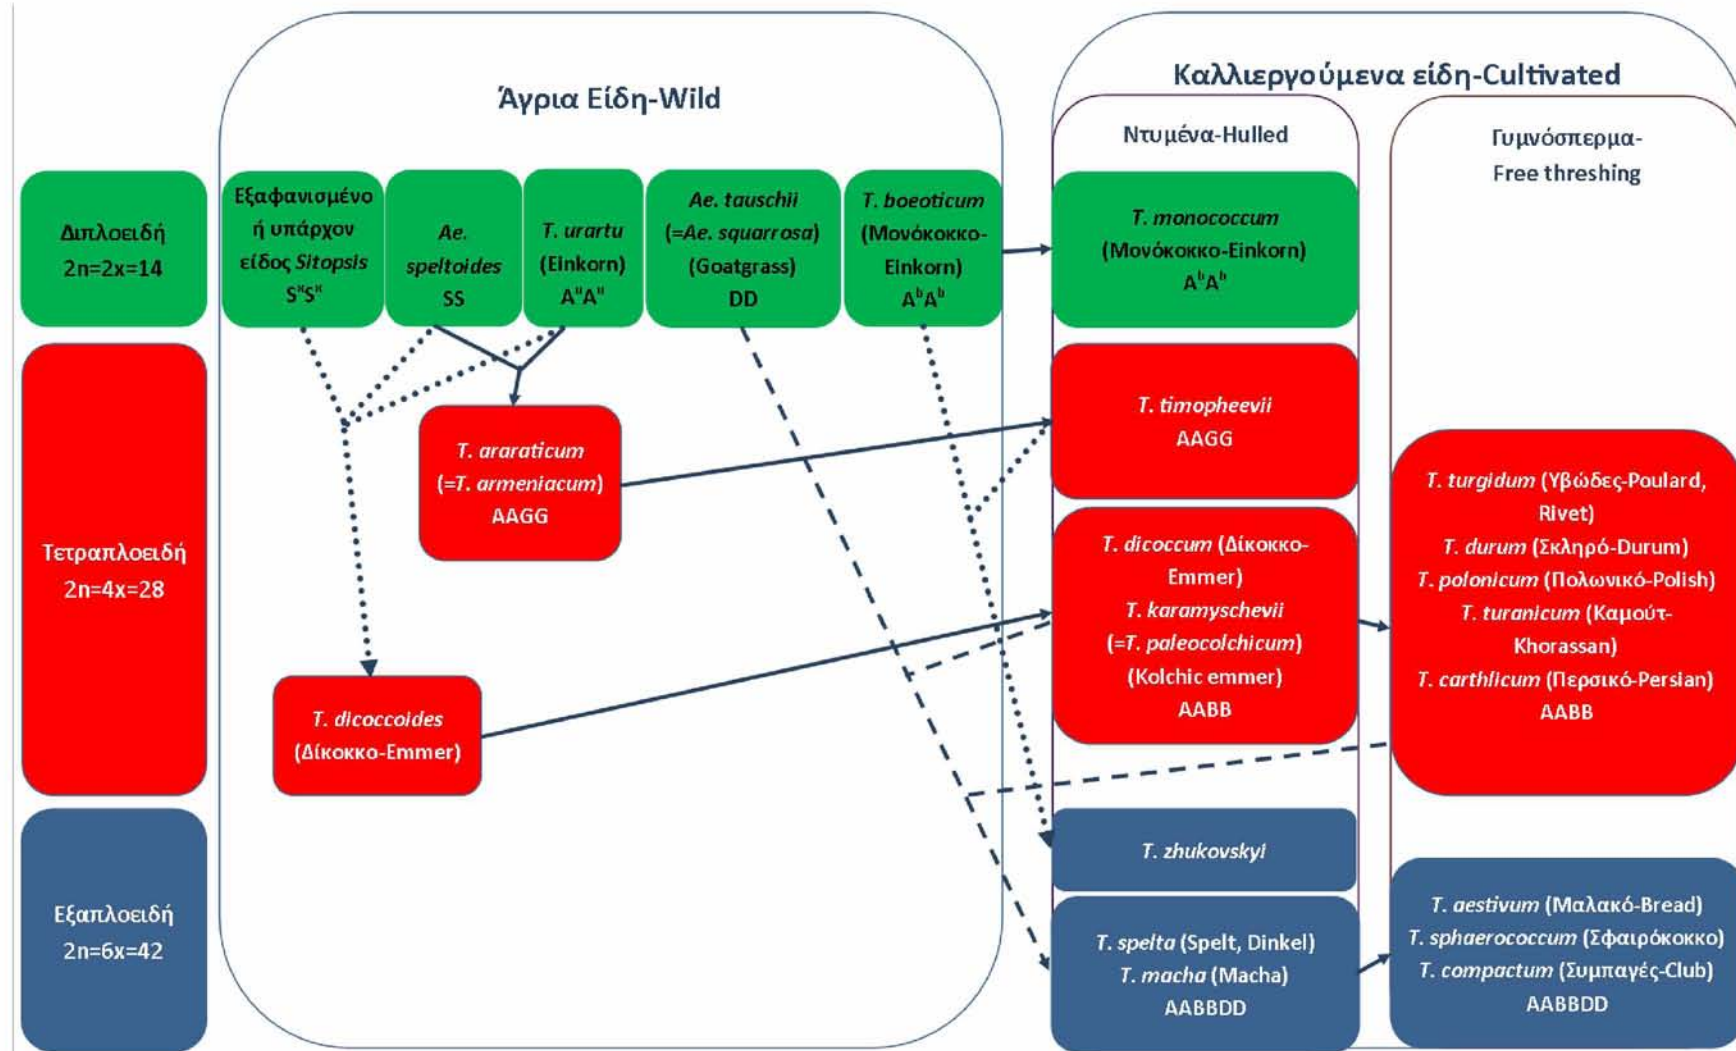 Άγρια Είδη-Wild
Καλλιεργούμενα είδη-Cultivated
Ντυμένα-Hulled
Γυμνόσπερμα-
Free threshing
Διπλοειδή
2n=2x=14
Εξαφανισμένο
ή υπάρχον
είδος Sitopsis
SˣSˣ
Ae.
speltoides
SS
T. urartu
(Einkorn)
AᵘAᵘ
Ae. tauschii
(=Ae. squarrosa)
(Goatgrass)
DD
T. boeoticum
(Μονόκοκκο-
Einkorn)
AᵇAᵇ
T. monococcum
(Μονόκοκκο-Einkorn)
AᵇAᵇ
Τετραπλοειδή
2n=4x=28
T. araraticum
(=T. armeniacum)
AAGG
T. dicoccoides
(Δίκοκκο-Emmer)
T. timopheevii
AAGG
T. dicoccum (Δίκοκκο-
Emmer)
T. karamyschevii
(=T. paleocolchicum)
(Kolchic emmer)
AABB
T. turgidum (Υβώδες-Poulard,
Rivet)
T. durum (Σκληρό-Durum)
T. polonicum (Πολωνικό-Polish)
T. turanicum (Καμούτ-
Khorassan)
T. carthlicum (Περσικό-Persian)
AABB
Εξαπλοειδή
2n=6x=42
T. zhukovskyi
T. spelta (Spelt, Dinkel)
T. macha (Macha)
AABBDD
T. aestivum (Μαλακό-Bread)
T. sphaerococcum (Σφαιρόκοκκο)
T. compactum (Συμπαγές-Club)
AABBDD